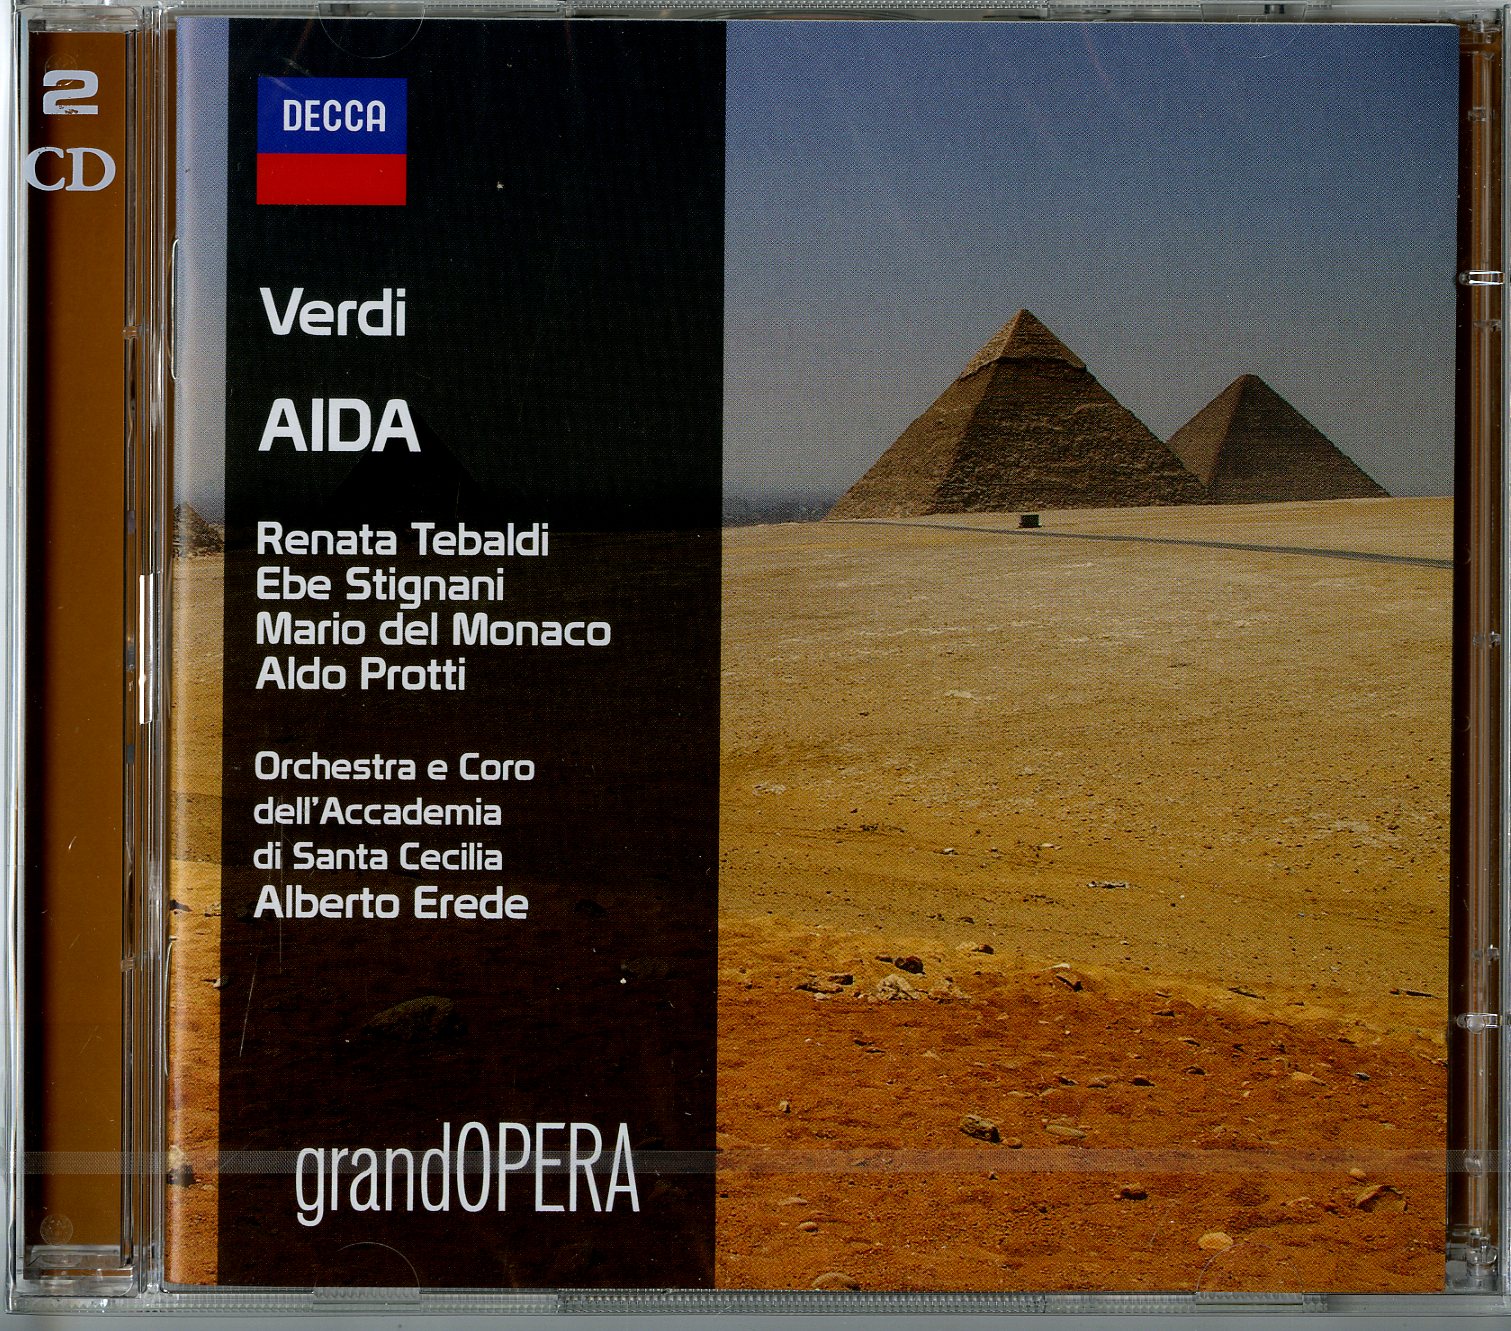 2
CD
DECCA
Verdi
AIDA
Renata Tebaldi
Ebe Stignani
Mario del Monaco
Aldo Protti
Orchestra e Coro
dell'Accademia
di Santa Cecilia
Alberto Erede
grandOPERA